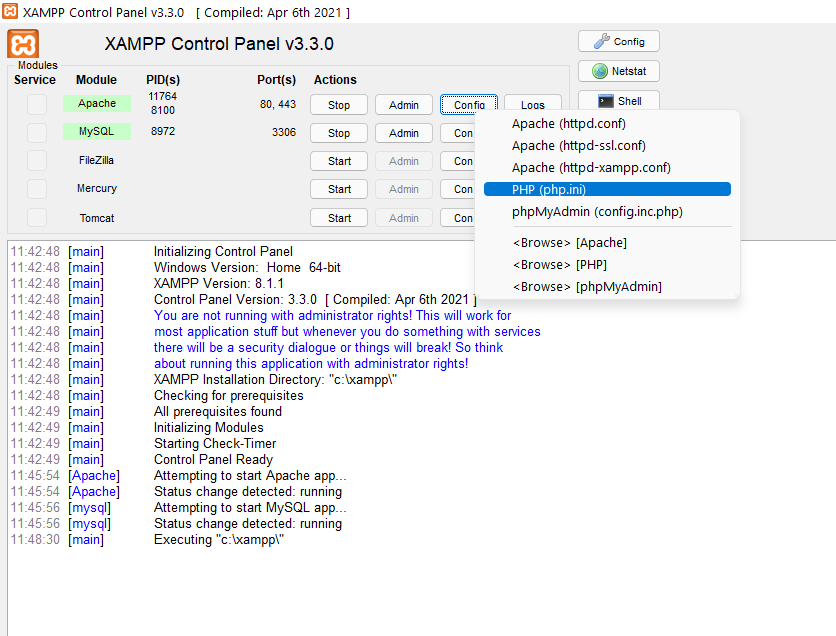 XAMPP Control Panel v3.3.0 [ Compiled: Apr 6th 2021 ]
XAMPP Control Panel v3.3.0
Config
Modules
Service Module PID(s) Port(s) Actions
Netstat
Apache 11764 8100 80, 443 Stop Admin Config Logs
Shell
MySQL 8972 3306 Stop Admin Con
FileZilla Start Admin Con
Mercury Start Admin Con
Tomcat Start Admin Con
Apache (httpd.conf)
Apache (httpd-ssl.conf)
Apache (httpd-xampp.conf)
PHP (php.ini)
phpMyAdmin (config.inc.php)
<Browse> [Apache]
<Browse> [PHP]
<Browse> [phpMyAdmin]
11:42:48 [main] Initializing Control Panel
11:42:48 [main] Windows Version: Home 64-bit
11:42:48 [main] XAMPP Version: 8.1.1
11:42:48 [main] Control Panel Version: 3.3.0 [ Compiled: Apr 6th 2021 ]
11:42:48 [main] You are not running with administrator rights! This will work for
11:42:48 [main] most application stuff but whenever you do something with services
11:42:48 [main] there will be a security dialogue or things will break! So think
11:42:48 [main] about running this application with administrator rights!
11:42:48 [main] XAMPP Installation Directory: "c:\xampp\"
11:42:48 [main] Checking for prerequisites
11:42:49 [main] All prerequisites found
11:42:49 [main] Initializing Modules
11:42:49 [main] Starting Check-Timer
11:42:49 [main] Control Panel Ready
11:45:54 [Apache] Attempting to start Apache app...
11:45:54 [Apache] Status change detected: running
11:45:56 [mysql] Attempting to start MySQL app...
11:45:56 [mysql] Status change detected: running
11:48:30 [main] Executing "c:\xampp\"